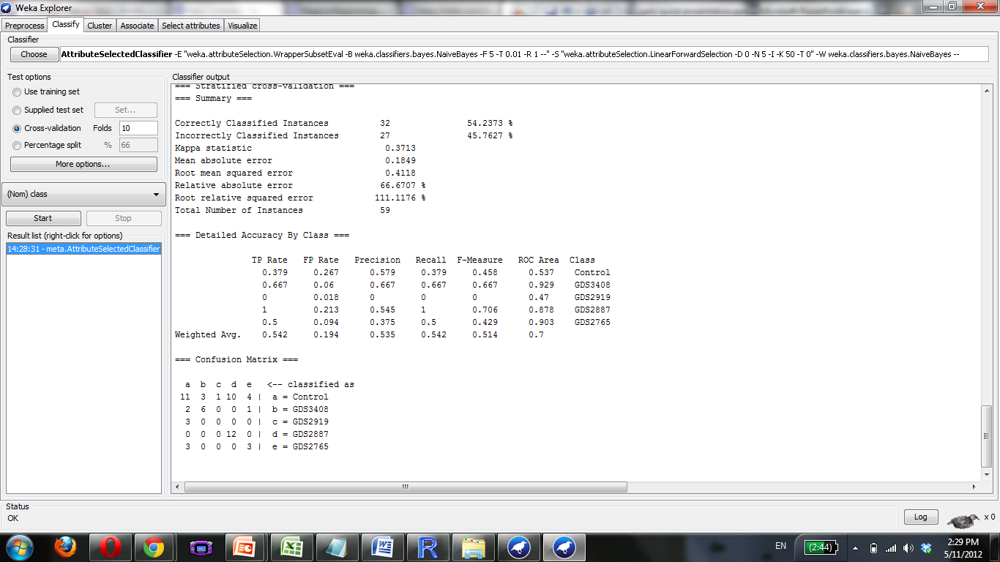 Weka Explorer
Preprocess Classify Cluster Associate Select attributes Visualize
Classifier
Choose AttributeSelectedClassifier -E "weka.attributeSelection.WrapperSubsetEval -B weka.classifiers.bayes.NaiveBayes -F 5 -T 0.01 -R 1 --" -S "weka.attributeSelection.LinearForwardSelection -D 0 -N 5 -I -K 50 -T 0" -W weka.classifiers.bayes.NaiveBayes --
Test options
Use training set
Supplied test set Set...
Cross-validation Folds 10
Percentage split % 66
More options...
(Nom) class
Start Stop
Result list (right-click for options)
14:28:31 - meta.AttributeSelectedClassifier
Classifier output
=== Stratified cross-validation ===
=== Summary ===
Correctly Classified Instances 32 54.2373 %
Incorrectly Classified Instances 27 45.7627 %
Kappa statistic 0.3713
Mean absolute error 0.1849
Root mean squared error 0.4118
Relative absolute error 66.6707 %
Root relative squared error 111.1176 %
Total Number of Instances 59
=== Detailed Accuracy By Class ===
TP Rate FP Rate Precision Recall F-Measure ROC Area Class
0.379 0.267 0.579 0.379 0.458 0.537 Control
0.667 0.06 0.667 0.667 0.667 0.929 GDS3408
0 0.018 0 0 0 0.47 GDS2919
1 0.213 0.545 1 0.706 0.878 GDS2887
0.5 0.094 0.375 0.5 0.429 0.903 GDS2765
Weighted Avg. 0.542 0.194 0.535 0.542 0.514 0.7
=== Confusion Matrix ===
a b c d e <-- classified as
11 3 1 10 4 | a = Control
2 6 0 0 1 | b = GDS3408
3 0 0 0 0 | c = GDS2919
0 0 0 12 0 | d = GDS2887
3 0 0 0 3 | e = GDS2765
Status
OK
Log x 0
EN (2:44) 2:29 PM
5/11/2012